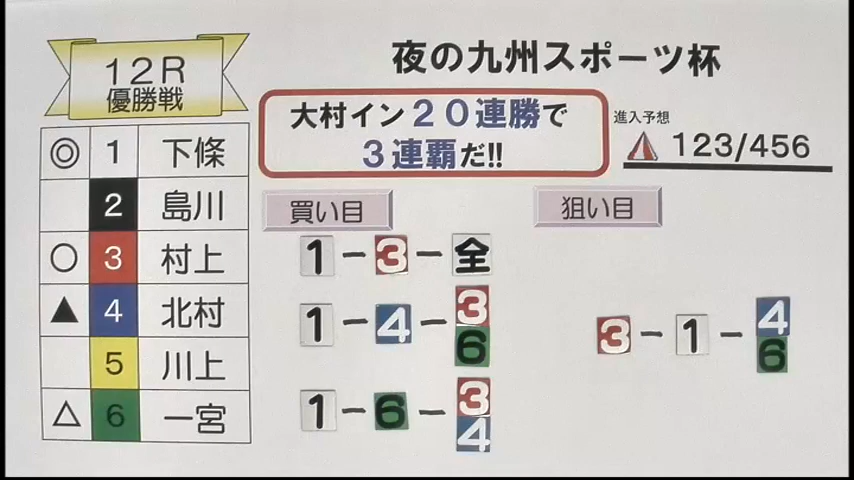 12R
優勝戦
夜の九州スポーツ杯
大村イン20連勝で
3連覇だ!!
進入予想
123/456
◎ 1 下條
2 島川
○ 3 村上
▲ 4 北村
5 川上
△ 6 一宮
買い目
1-3-全
1-4-3
6
1-6-3
4
狙い目
3-1-4
6